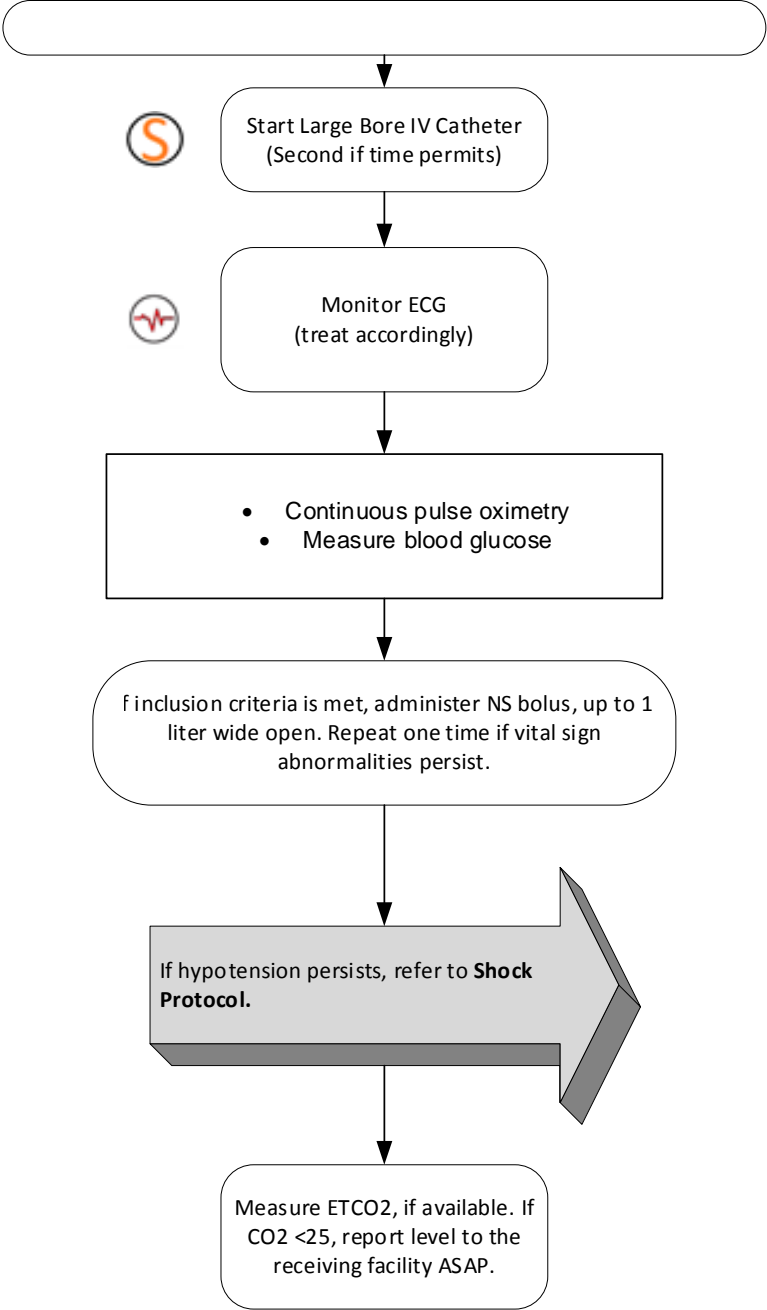 S
Start Large Bore IV Catheter
(Second if time permits)
Monitor ECG
(treat accordingly)
• Continuous pulse oximetry
• Measure blood glucose
f inclusion criteria is met, administer NS bolus, up to 1
liter wide open. Repeat one time if vital sign
abnormalities persist.
If hypotension persists, refer to Shock
Protocol.
Measure ETCO2, if available. If
CO2 <25, report level to the
receiving facility ASAP.